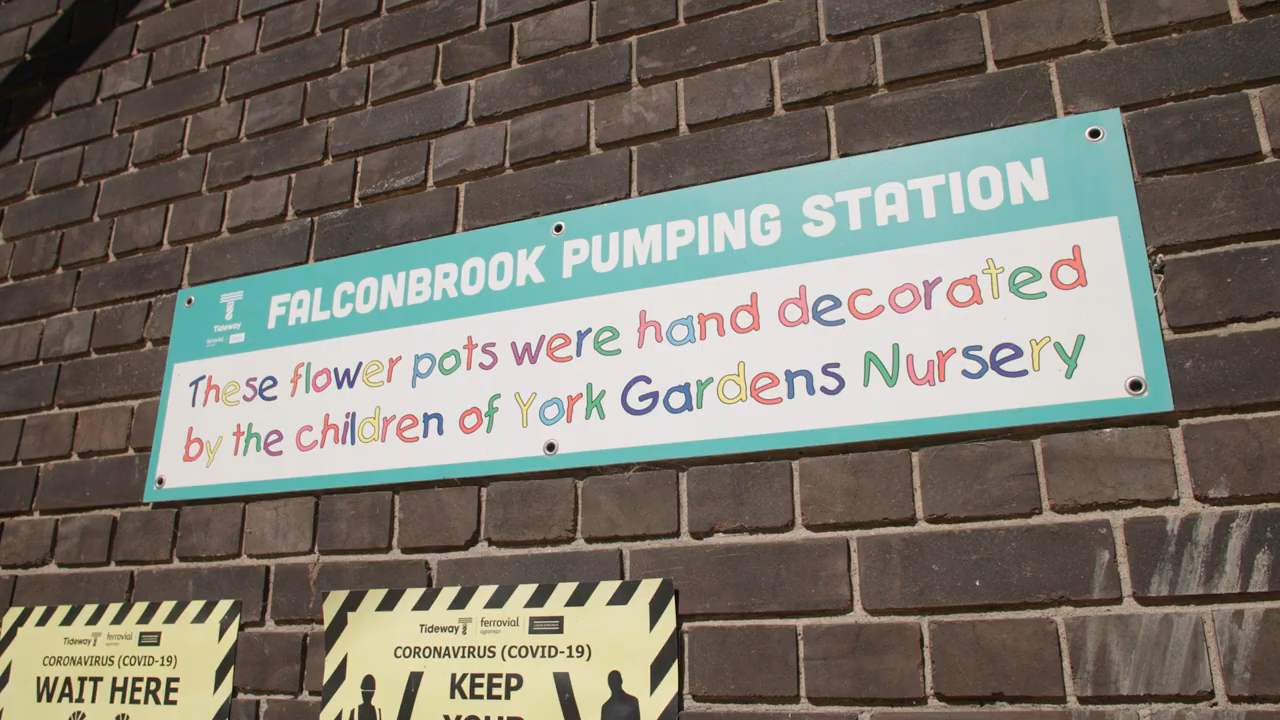 FALCONBROOK PUMPING STATION
Tideway
These flower pots were hand decorated
by the children of York Gardens Nursery
Tideway ferrovial
CORONAVIRUS (COVID-19)
WAIT HERE
Tideway ferrovial
agroman
CORONAVIRUS (COVID-19)
KEEP
YOUR